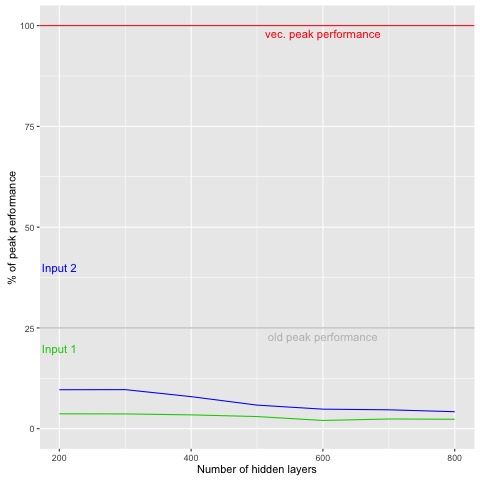 100
vec. peak performance
75
% of peak performance
50
Input 2
25
old peak performance
Input 1
0
200 400 600 800
Number of hidden layers